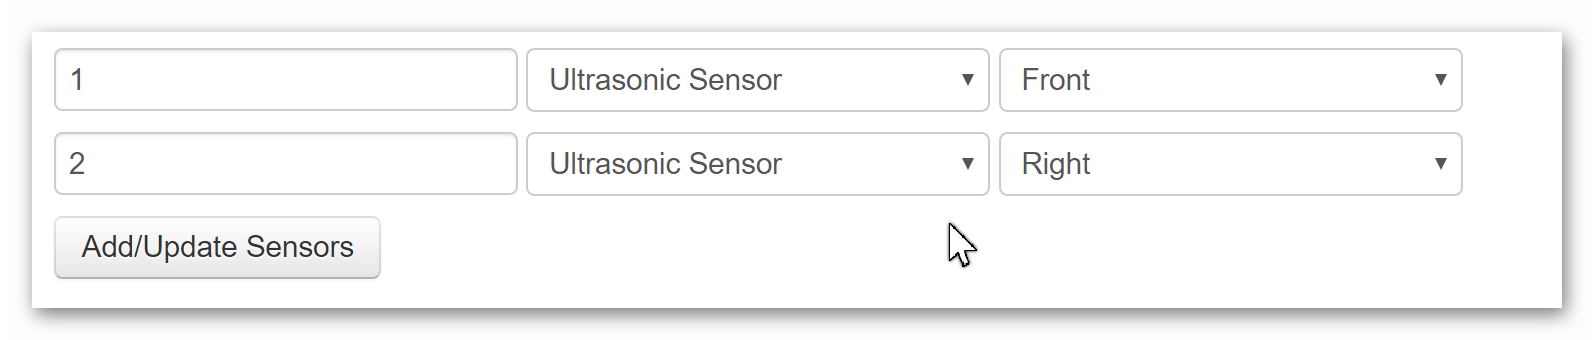 1 Ultrasonic Sensor Front
2 Ultrasonic Sensor Right
Add/Update Sensors